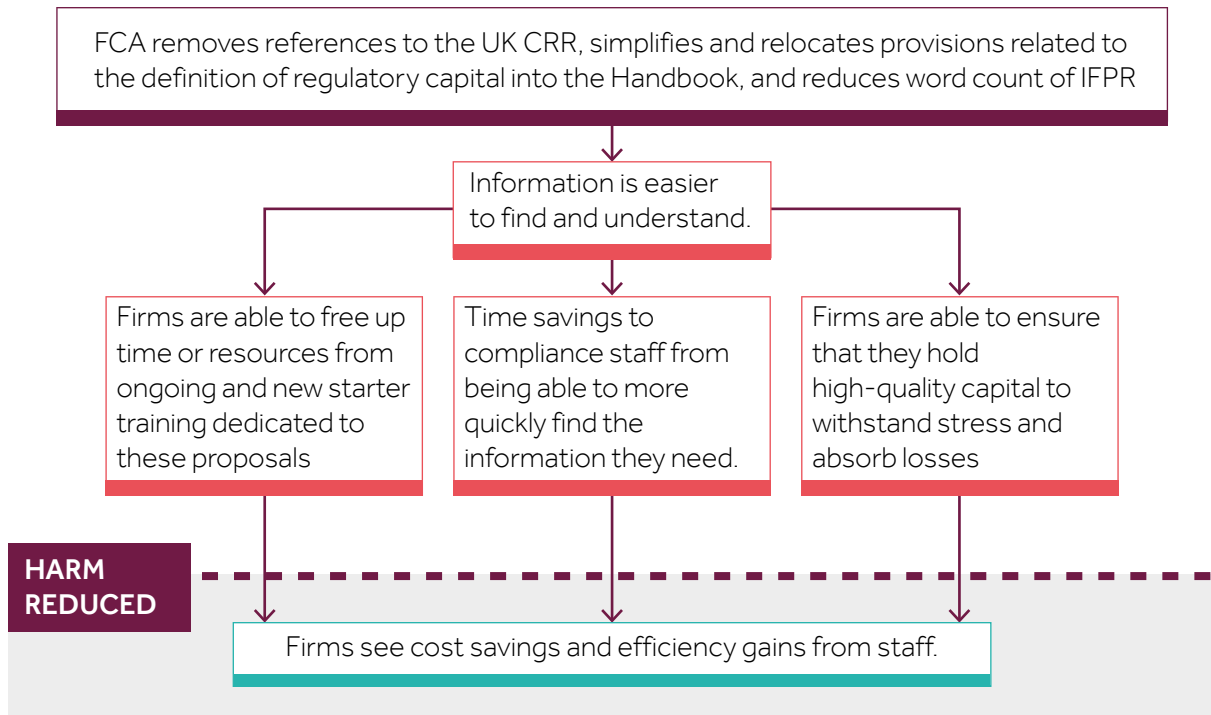 FCA removes references to the UK CRR, simplifies and relocates provisions related to
the definition of regulatory capital into the Handbook, and reduces word count of IFPR
Information is easier
to find and understand.
Firms are able to free up
time or resources from
ongoing and new starter
training dedicated to
these proposals
Time savings to
compliance staff from
being able to more
quickly find the
information they need.
Firms are able to ensure
that they hold
high-quality capital to
withstand stress and
absorb losses
HARM
REDUCED
Firms see cost savings and efficiency gains from staff.